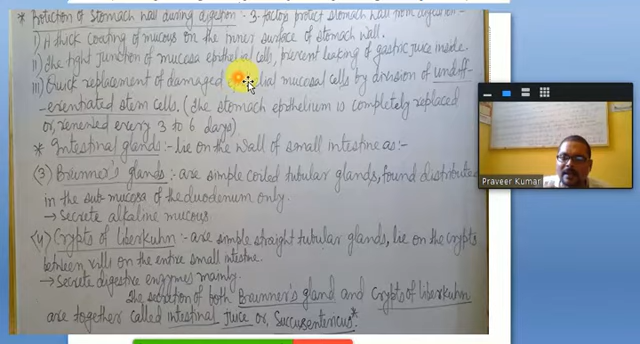 * Protection of Stomach wall during digestion :- 3. factors protect stomach wall from digestion :-
i) A thick coating of mucous on the inner surface of stomach wall.
ii) The tight junction of mucosa epithelial cells, prevent leaking of gastric juice inside.
iii) Quick replacement of damaged mucosal cells by division of undiff-
-erentiated stem cells. (The stomach epithelium is completely replaced
or, renewed every 3 to 6 days).
* Intestinal glands :- lie on the wall of small intestine as :-
(3) Brunner's glands :- are simple coiled tubular glands, found distributed
in the sub mucosa of the duodenum only.
→ Secrete alkaline mucous
(4) Crypts of Liberkuhn :- are simple straight tubular glands, lie on the crypts
between villi on the entire small intestine.
→ Secrete digestive enzymes mainly.
The secretion of both Brunner's gland and Crypts of Liberkuhn
are together called intestinal juice or, Succusentericus*.
Praveer Kumar